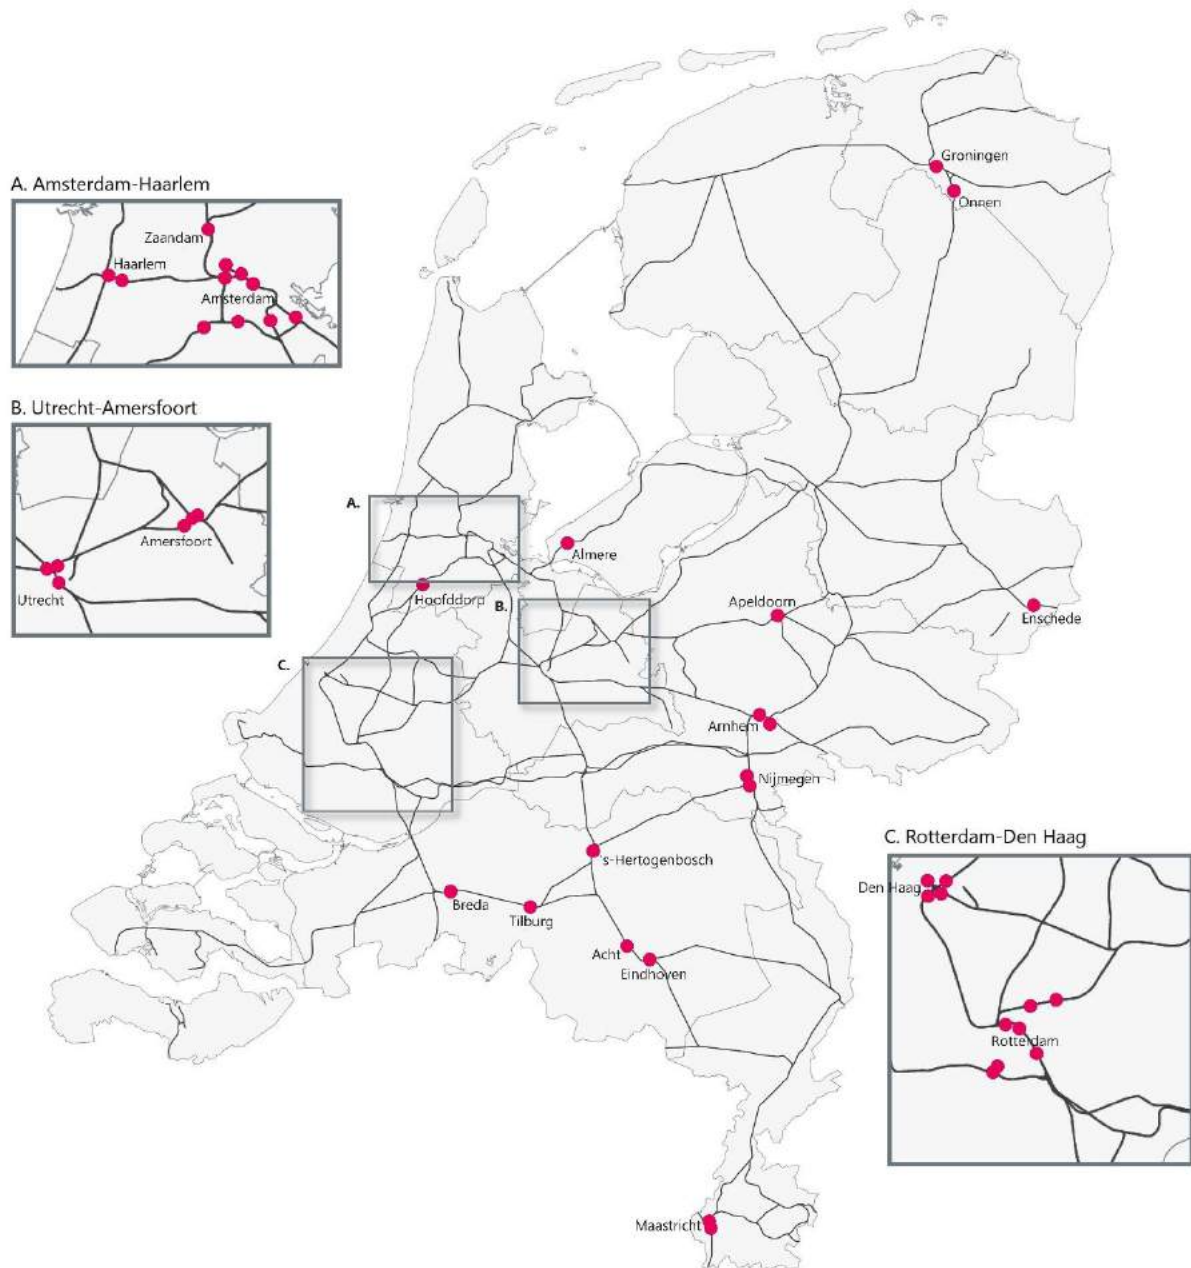 Groningen
Onnen
A. Amsterdam-Haarlem
Zaandam
Haarlem
Amsterdam
B. Utrecht-Amersfoort
Amersfoort
Utrecht
A.
Almere
Hoofddorp
B.
Apeldoorn
Enschede
C.
Arnhem
Nijmegen
C. Rotterdam-Den Haag
Den Haag
Rotterdam
's-Hertogenbosch
Breda
Tilburg
Acht
Eindhoven
Maastricht